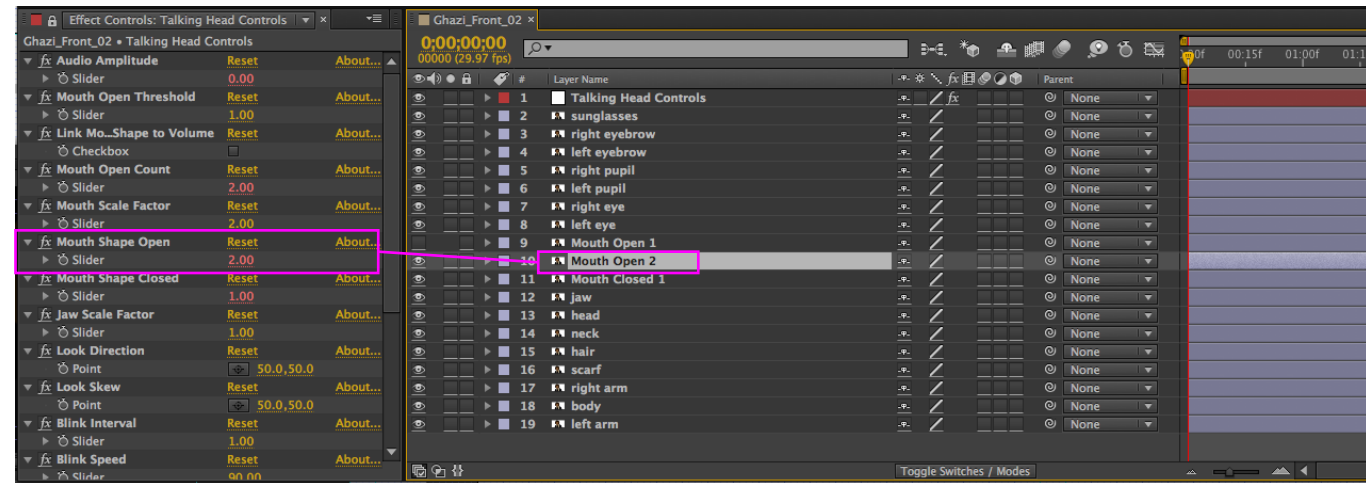 Effect Controls: Talking Head Controls
Ghazi_Front_02 • Talking Head Controls
fx Audio Amplitude Reset About...
Slider 0.00
fx Mouth Open Threshold Reset About...
Slider 1.00
fx Link Mo...Shape to Volume Reset About...
Checkbox
fx Mouth Open Count Reset About...
Slider 2.00
fx Mouth Scale Factor Reset About...
Slider 2.00
fx Mouth Shape Open Reset About...
Slider 2.00
fx Mouth Shape Closed Reset About...
Slider 1.00
fx Jaw Scale Factor Reset About...
Slider 1.00
fx Look Direction Reset About...
Point 50.0,50.0
fx Look Skew Reset About...
Point 50.0,50.0
fx Blink Interval Reset About...
Slider 1.00
fx Blink Speed Reset About...
Slider 90.00
Ghazi_Front_02
0;00;00;00
00000 (29.97 fps)
00f 00:15f 01:00f 01:1
# Layer Name fx Parent
1 Talking Head Controls fx None
2 sunglasses None
3 right eyebrow None
4 left eyebrow None
5 right pupil None
6 left pupil None
7 right eye None
8 left eye None
9 Mouth Open 1 None
10 Mouth Open 2 None
11 Mouth Closed 1 None
12 jaw None
13 head None
14 neck None
15 hair None
16 scarf None
17 right arm None
18 body None
19 left arm None
Toggle Switches / Modes